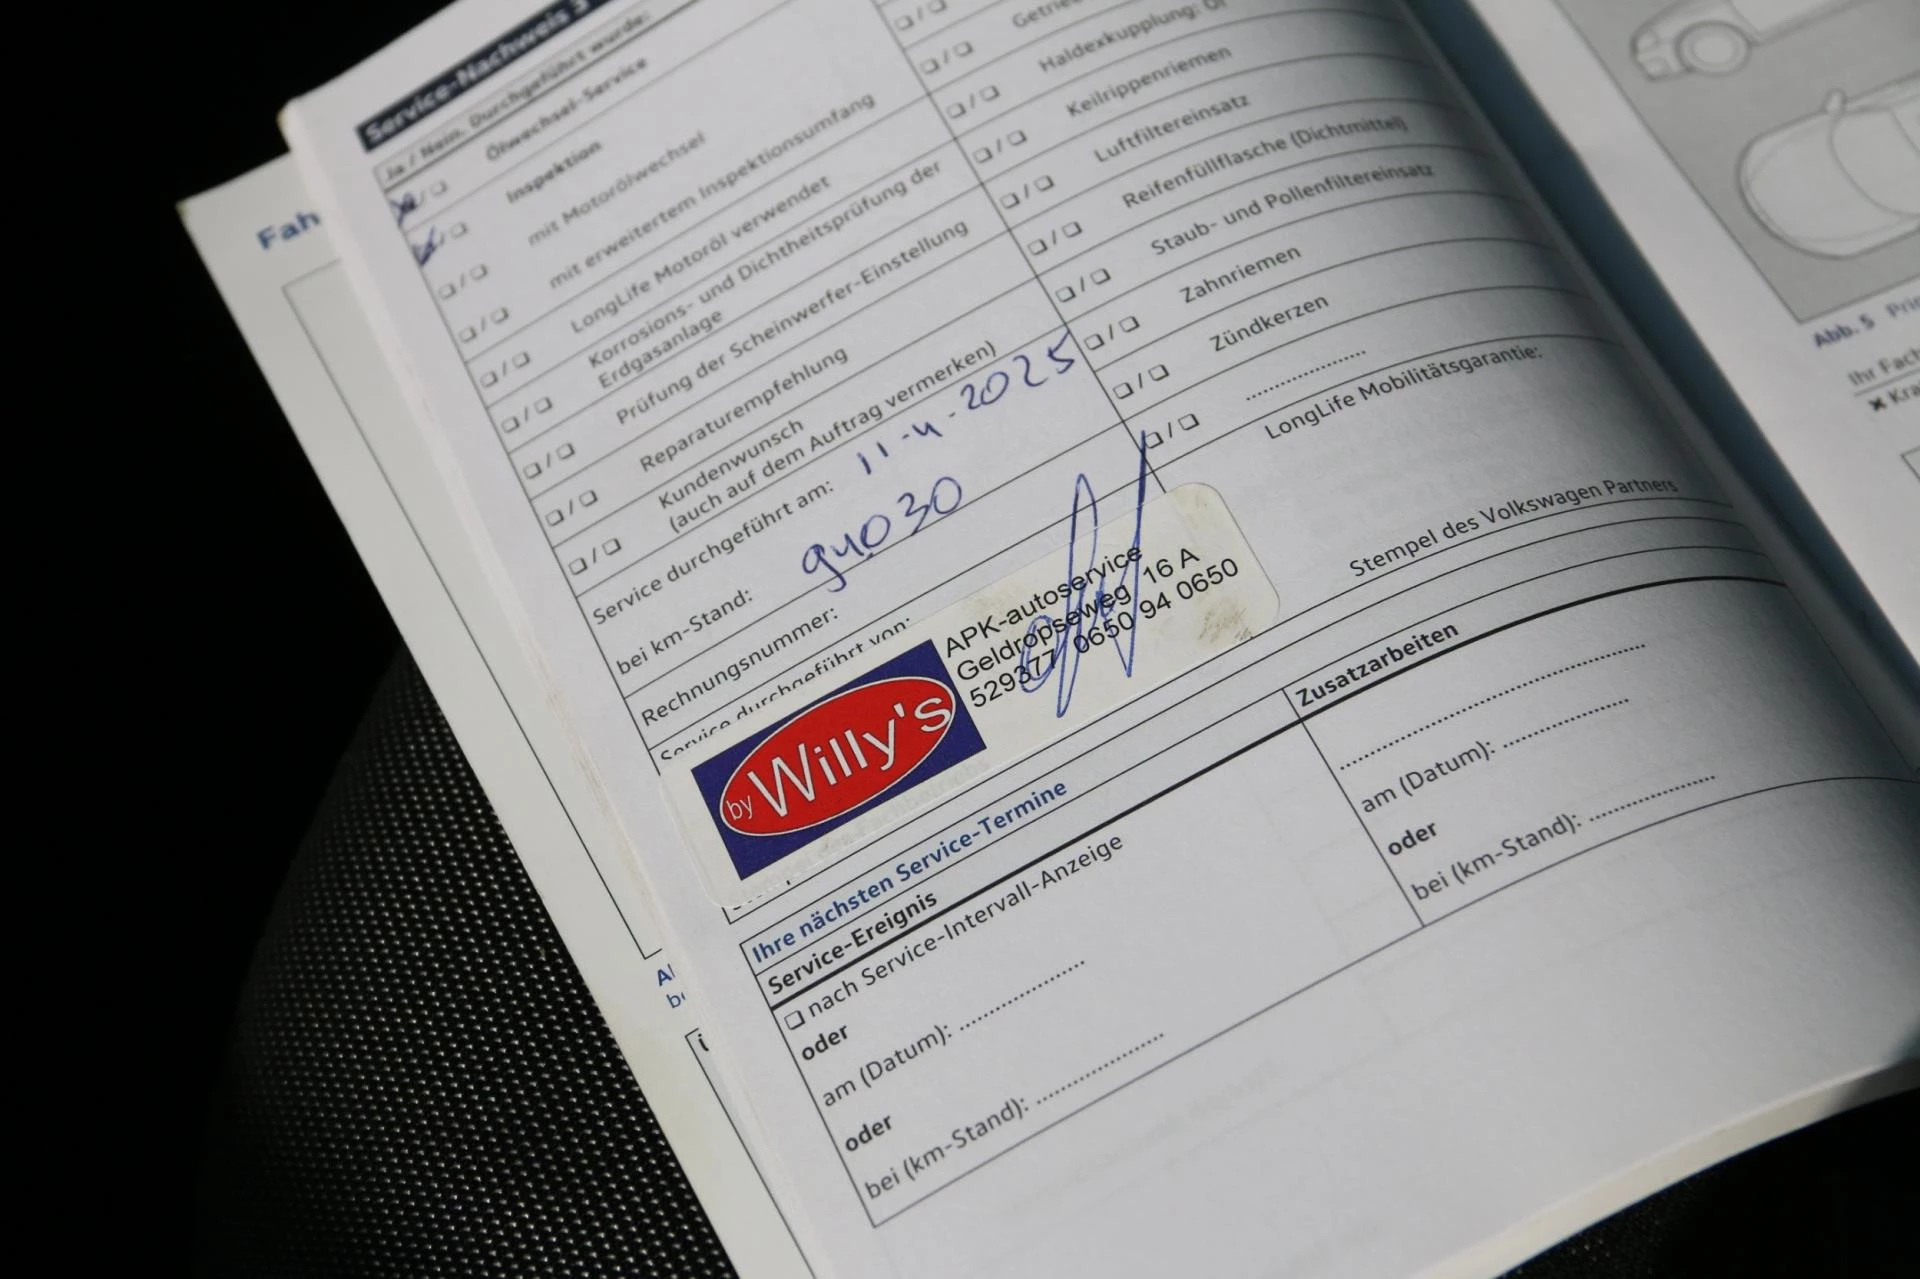 Service-Nachweis 3
Ja / Nein. Durchgeführt wurde:
Ölwechsel-Service
Inspektion
mit Motorölwechsel
mit erweitertem Inspektionsumfang
LongLife Motoröl verwendet
Korrosions- und Dichtheitsprüfung der
Erdgasanlage
Prüfung der Scheinwerfer-Einstellung
Reparaturempfehlung
Kundenwunsch
(auch auf dem Auftrag vermerken)
Service durchgeführt am: 11-4-2025
bei km-Stand: 94.030
Rechnungsnummer:
Service durchgeführt von:
by Willy's
APK-autoservice
Geldropseweg 16 A
529377 0650 94 0650
Haldexkupplung: Öl
Keilrippenriemen
Luftfiltereinsatz
Reifenfüllflasche (Dichtmittel)
Staub- und Pollenfiltereinsatz
Zahnriemen
Zündkerzen
LongLife Mobilitätsgarantie:
Stempel des Volkswagen Partners
Ihre nächsten Service-Termine
Service-Ereignis
nach Service-Intervall-Anzeige
oder
am (Datum):
oder
bei (km-Stand):
Zusatzarbeiten
am (Datum):
oder
bei (km-Stand):
Abb. 5